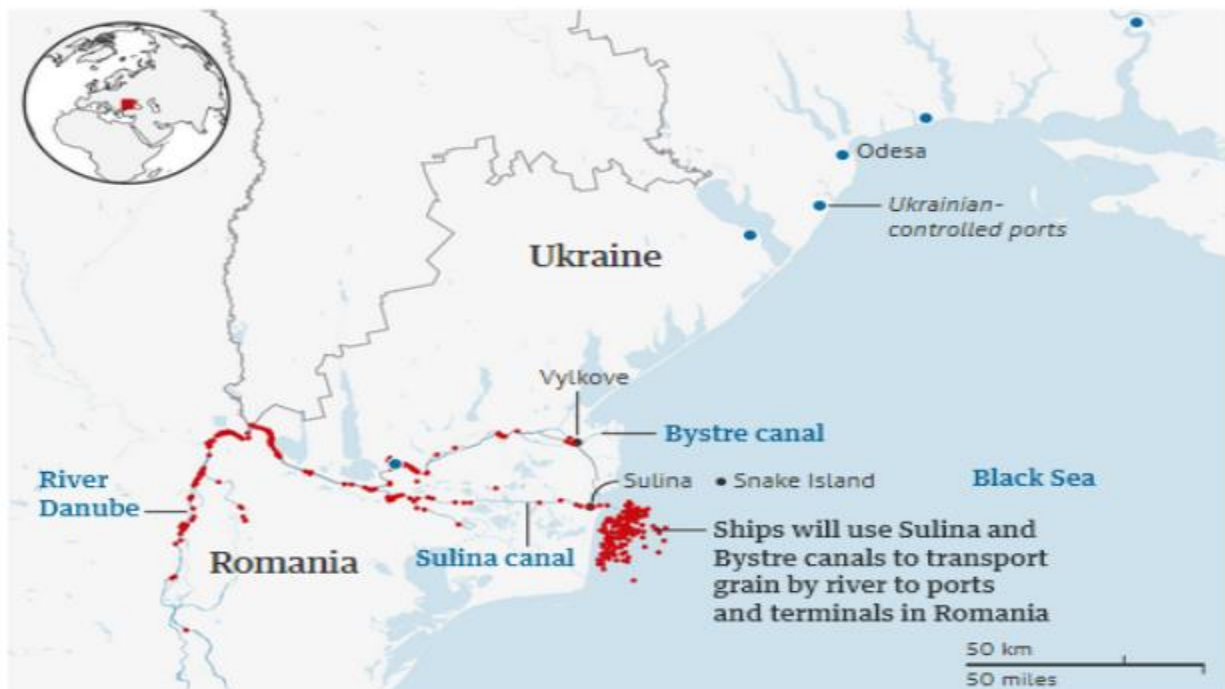 Odesa
Ukrainian-
controlled ports
Ukraine
Vylkove
Bystre canal
River
Danube
Sulina
Snake Island
Black Sea
Romania
Sulina canal
Ships will use Sulina and
Bystre canals to transport
grain by river to ports
and terminals in Romania
50 km
50 miles